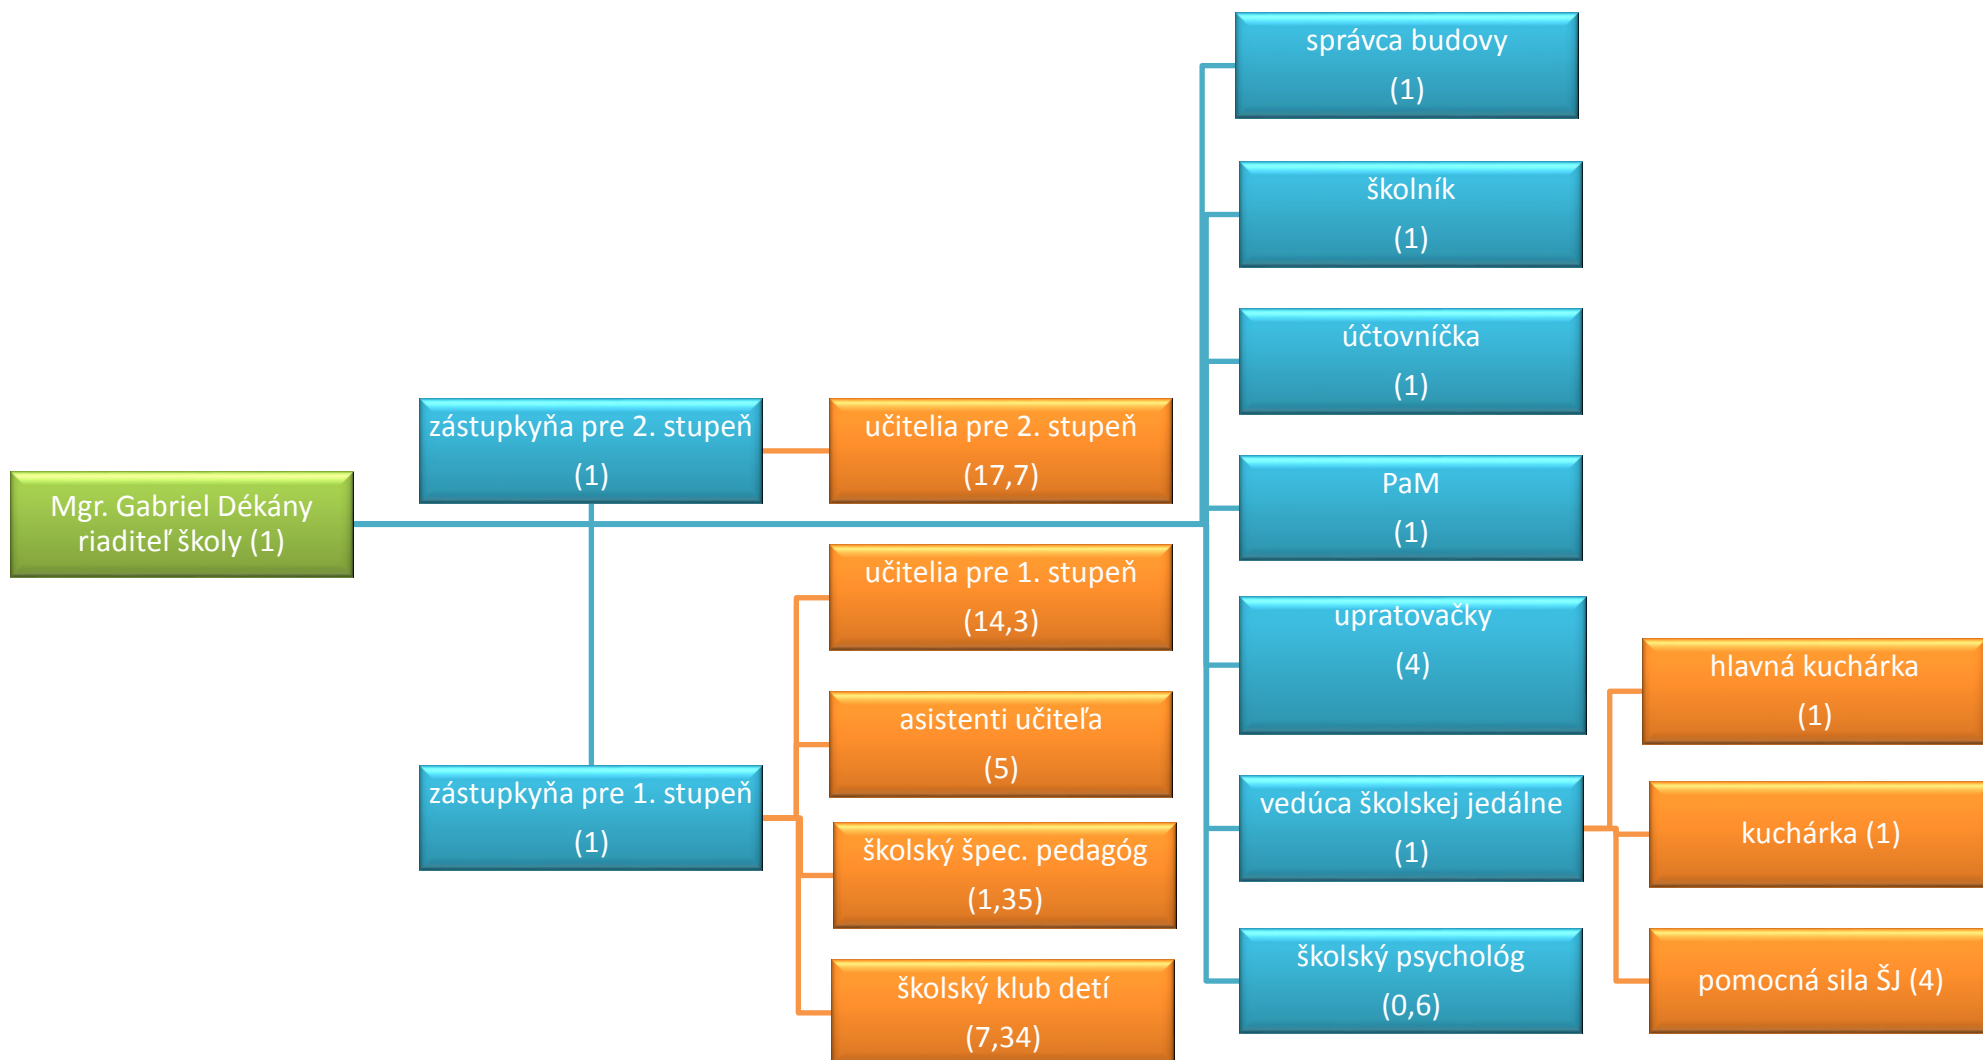 Mgr. Gabriel Dékány
riaditeľ školy (1)
zástupkyňa pre 2. stupeň
(1)
učitelia pre 2. stupeň
(17,7)
zástupkyňa pre 1. stupeň
(1)
učitelia pre 1. stupeň
(14,3)
asistenti učiteľa
(5)
školský špec. pedagóg
(1,35)
školský klub detí
(7,34)
správca budovy
(1)
školník
(1)
účtovníčka
(1)
PaM
(1)
upratovačky
(4)
vedúca školskej jedálne
(1)
hlavná kuchárka
(1)
kuchárka (1)
pomocná sila ŠJ (4)
školský psychológ
(0,6)